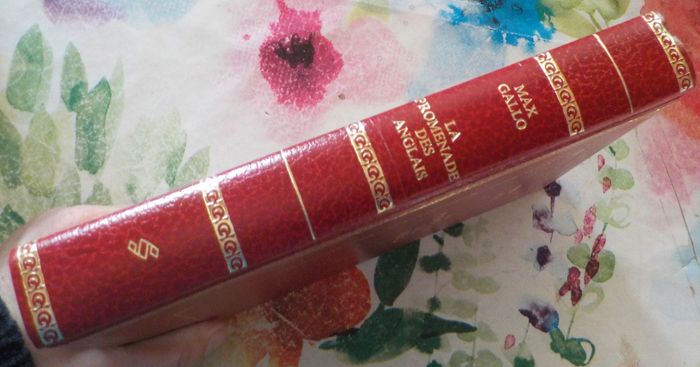 MAX
GALLO
LA
PROMENADE
DES
ANGLAIS